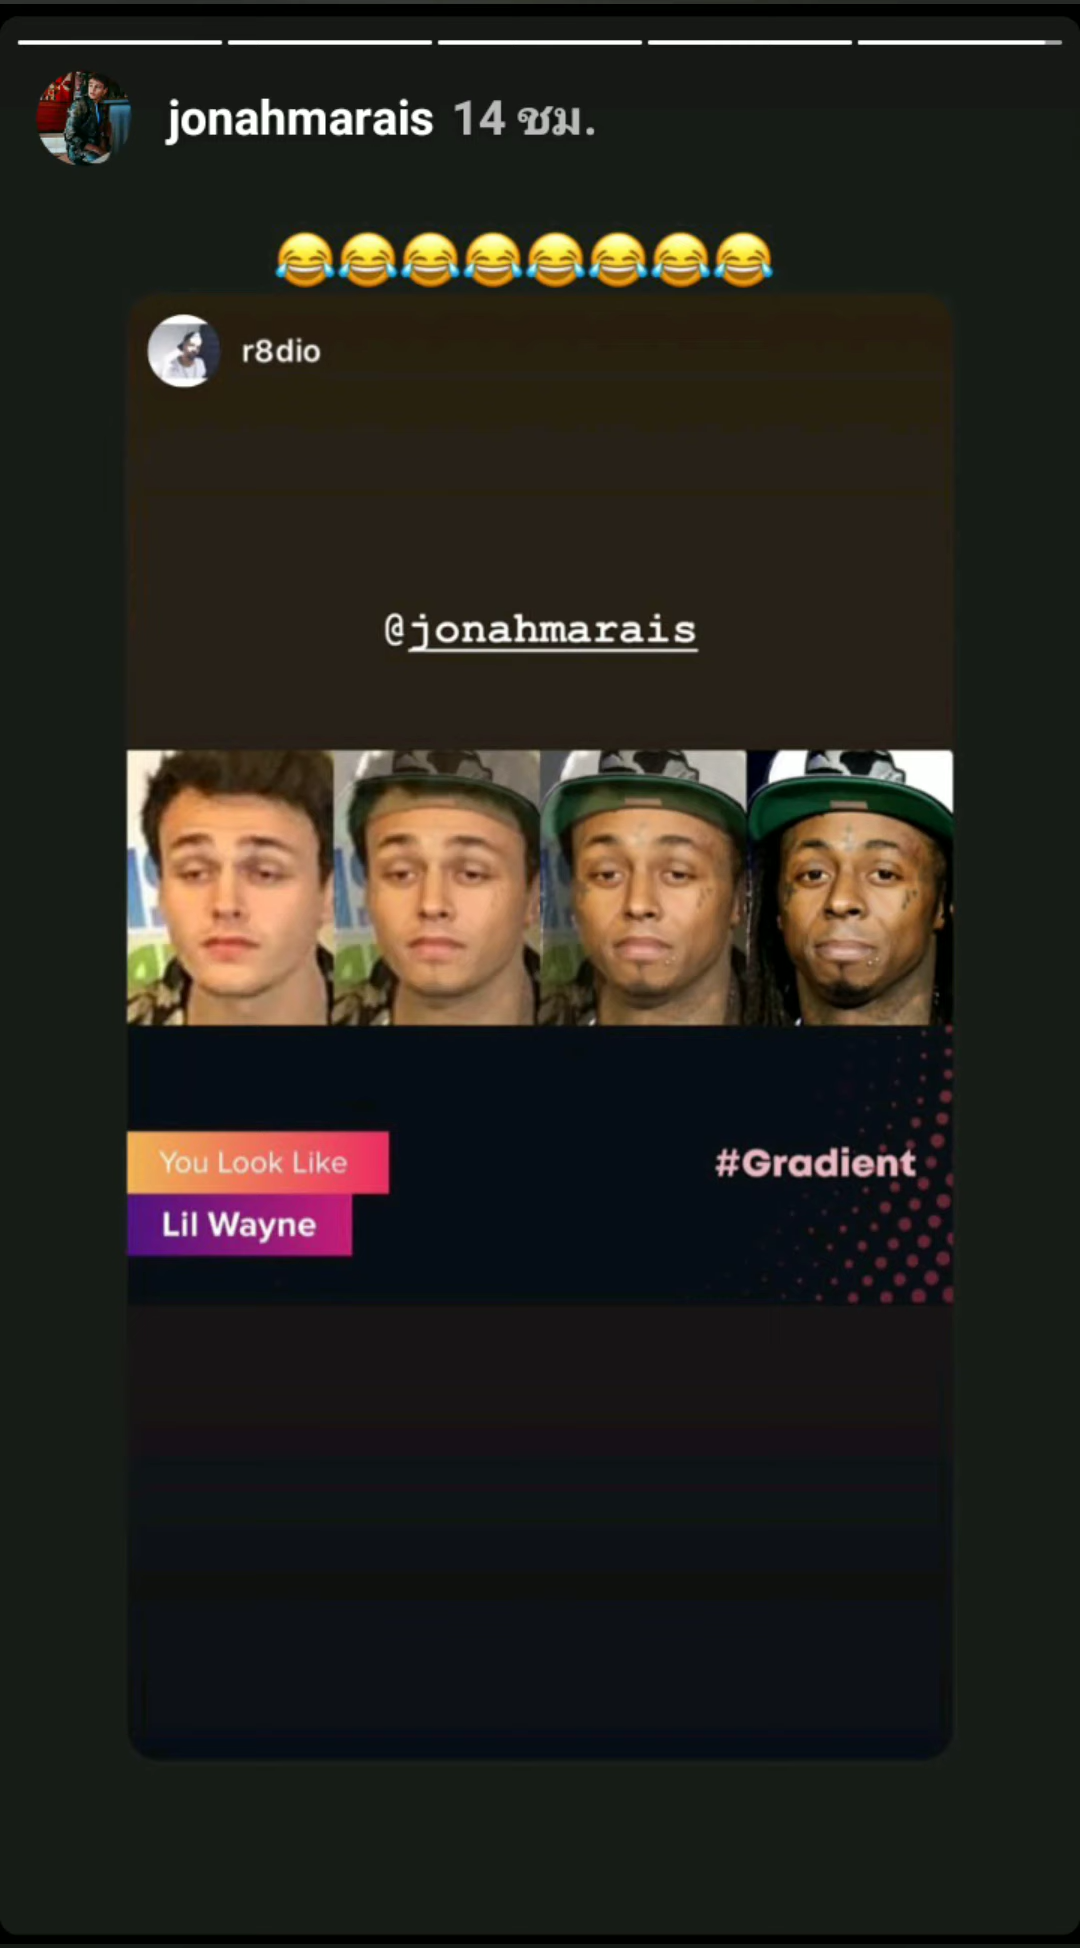 jonahmarais 14 ชม.
😂😂😂😂😂😂😂😂
r8dio
@jonahmarais
You Look Like
#Gradient
Lil Wayne